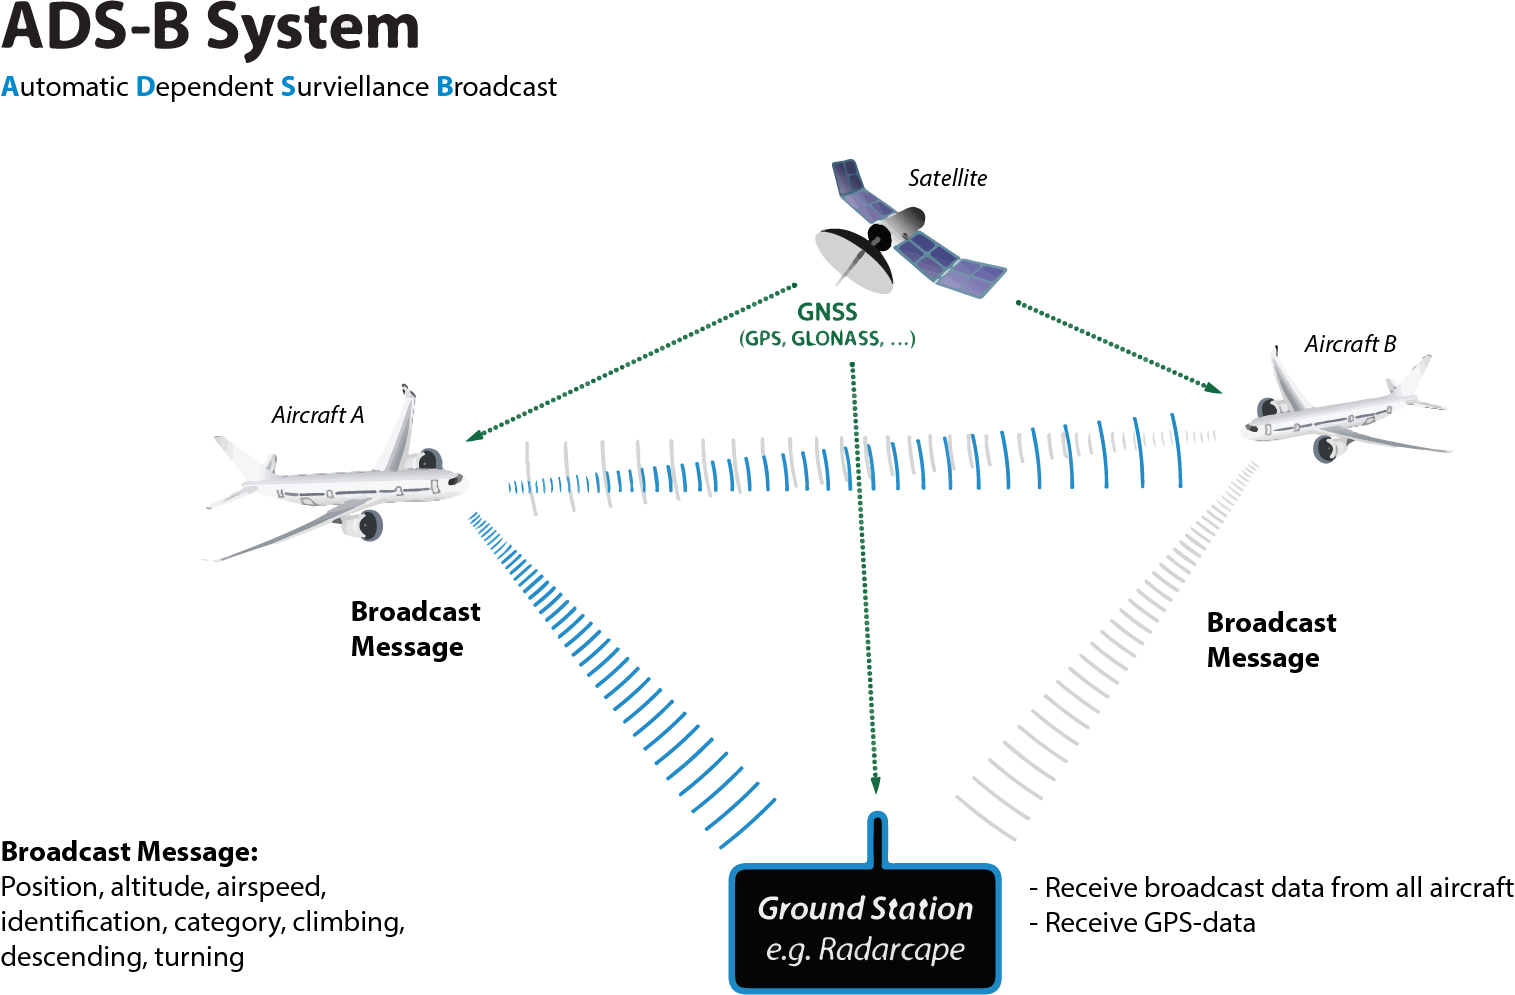 ADS-B System
Automatic Dependent Surviellance Broadcast
Satellite
GNSS
(GPS, GLONASS, ...)
Aircraft B
Aircraft A
Broadcast
Message
Broadcast
Message
Broadcast Message:
Position, altitude, airspeed,
identification, category, climbing,
descending, turning
Ground Station
e.g. Radarcape
- Receive broadcast data from all aircraft
- Receive GPS-data